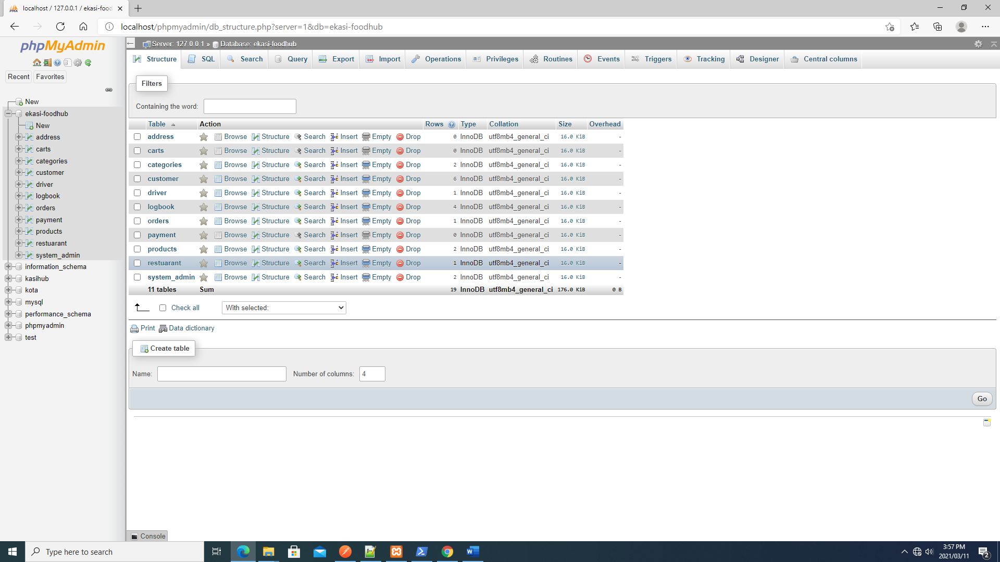 localhost / 127.0.0.1 / ekasi-food
localhost/phpmyadmin/db_structure.php?server=1&db=ekasi-foodhub
phpMyAdmin
Recent Favorites
New
ekasi-foodhub
New
address
carts
categories
customer
driver
logbook
orders
payment
products
restuarant
system_admin
information_schema
kasihub
kota
mysql
performance_schema
phpmyadmin
test
Server: 127.0.0.1 » Database: ekasi-foodhub
Structure SQL Search Query Export Import Operations Privileges Routines Events Triggers Tracking Designer Central columns
Filters
Containing the word:
Table Action Rows Type Collation Size Overhead
address Browse Structure Search Insert Empty Drop 0 InnoDB utf8mb4_general_ci 16.0 KiB -
carts Browse Structure Search Insert Empty Drop 0 InnoDB utf8mb4_general_ci 16.0 KiB -
categories Browse Structure Search Insert Empty Drop 2 InnoDB utf8mb4_general_ci 16.0 KiB -
customer Browse Structure Search Insert Empty Drop 6 InnoDB utf8mb4_general_ci 16.0 KiB -
driver Browse Structure Search Insert Empty Drop 1 InnoDB utf8mb4_general_ci 16.0 KiB -
logbook Browse Structure Search Insert Empty Drop 4 InnoDB utf8mb4_general_ci 16.0 KiB -
orders Browse Structure Search Insert Empty Drop 1 InnoDB utf8mb4_general_ci 16.0 KiB -
payment Browse Structure Search Insert Empty Drop 0 InnoDB utf8mb4_general_ci 16.0 KiB -
products Browse Structure Search Insert Empty Drop 2 InnoDB utf8mb4_general_ci 16.0 KiB -
restuarant Browse Structure Search Insert Empty Drop 1 InnoDB utf8mb4_general_ci 16.0 KiB -
system_admin Browse Structure Search Insert Empty Drop 2 InnoDB utf8mb4_general_ci 16.0 KiB -
11 tables Sum 19 InnoDB utf8mb4_general_ci 176.0 KiB 0 B
Check all With selected:
Print Data dictionary
Create table
Name: Number of columns: 4
Go
Console
Type here to search
3:57 PM
2021/03/11
2